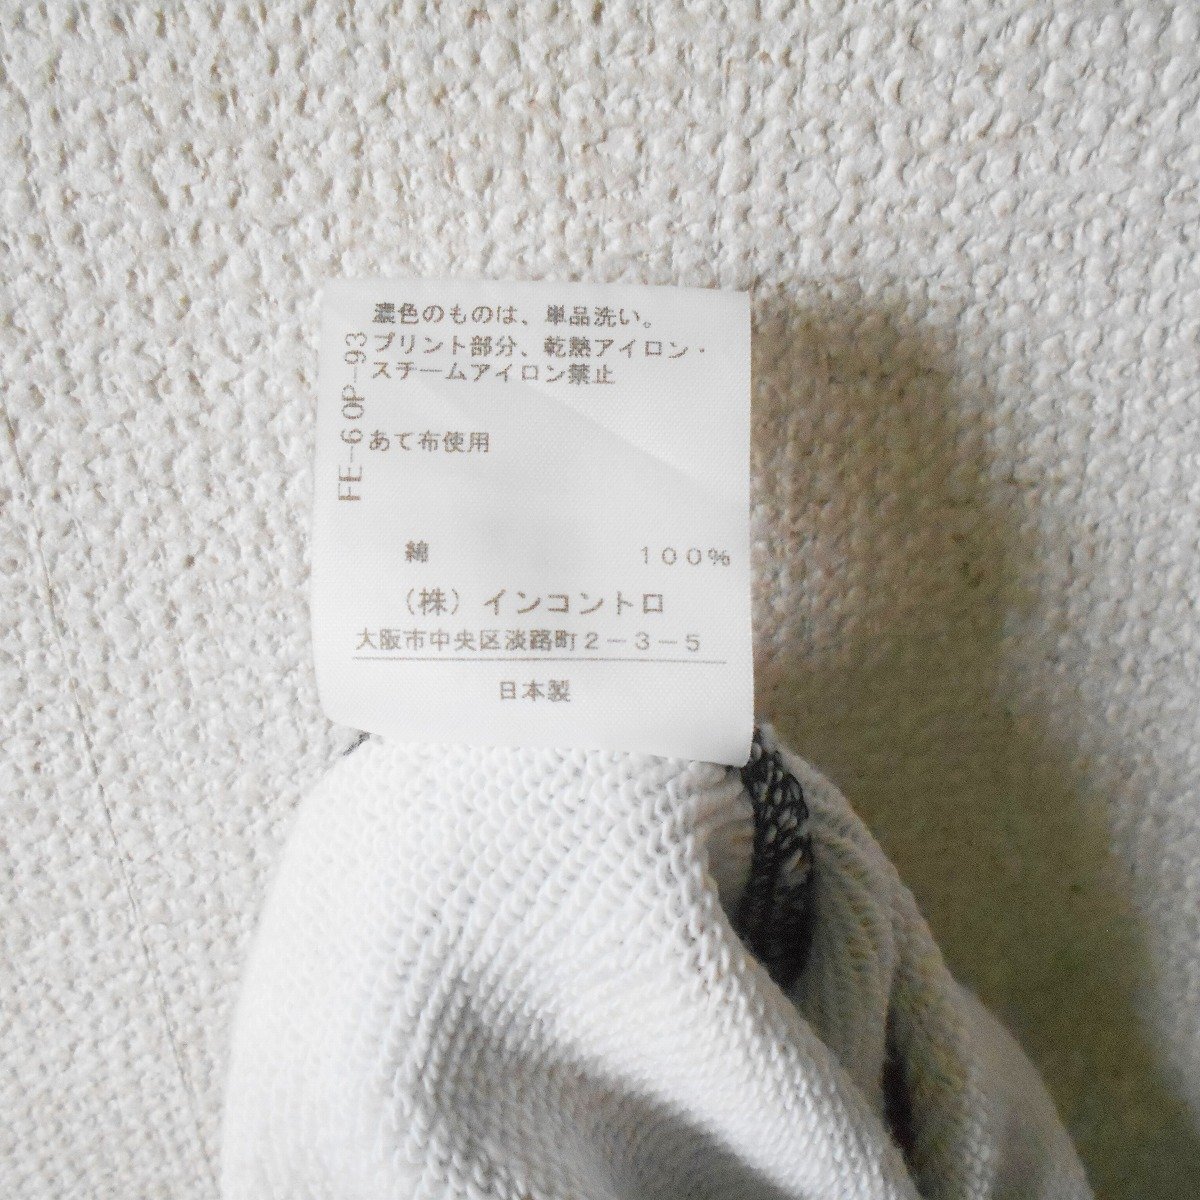 濃色のものは、単品洗い。
プリント部分、乾熱アイロン・
スチームアイロン禁止
あて布使用
FE-6 OP-93
綿 100%
(株)インコントロ
大阪市中央区淡路町2-3-5
日本製